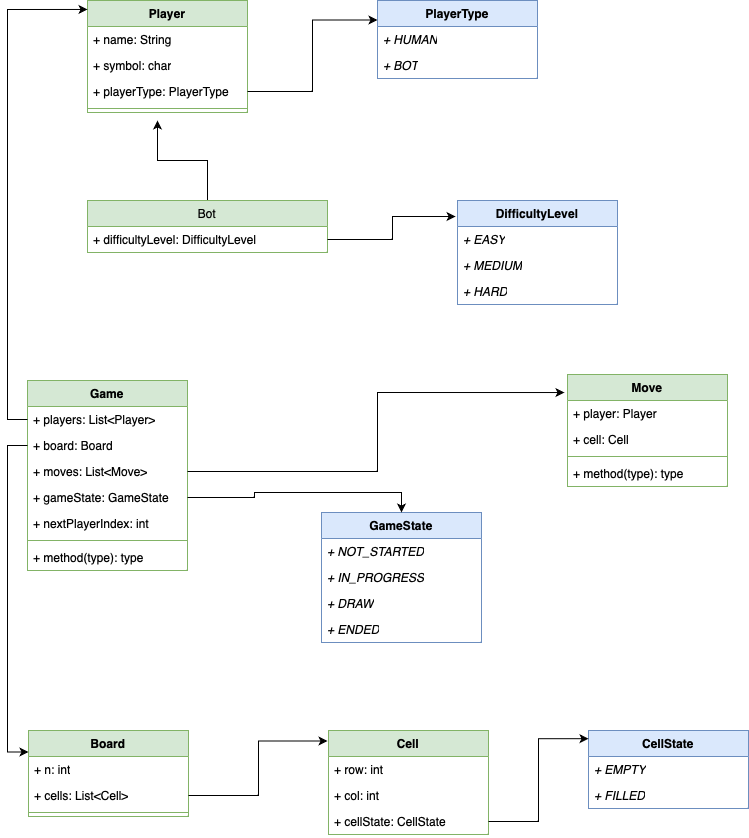 Player
+ name: String
+ symbol: char
+ playerType: PlayerType
PlayerType
+ HUMAN
+ BOT
Bot
+ difficultyLevel: DifficultyLevel
DifficultyLevel
+ EASY
+ MEDIUM
+ HARD
Game
+ players: List<Player>
+ board: Board
+ moves: List<Move>
+ gameState: GameState
+ nextPlayerIndex: int
+ method(type): type
Move
+ player: Player
+ cell: Cell
+ method(type): type
GameState
+ NOT_STARTED
+ IN_PROGRESS
+ DRAW
+ ENDED
Board
+ n: int
+ cells: List<Cell>
Cell
+ row: int
+ col: int
+ cellState: CellState
CellState
+ EMPTY
+ FILLED